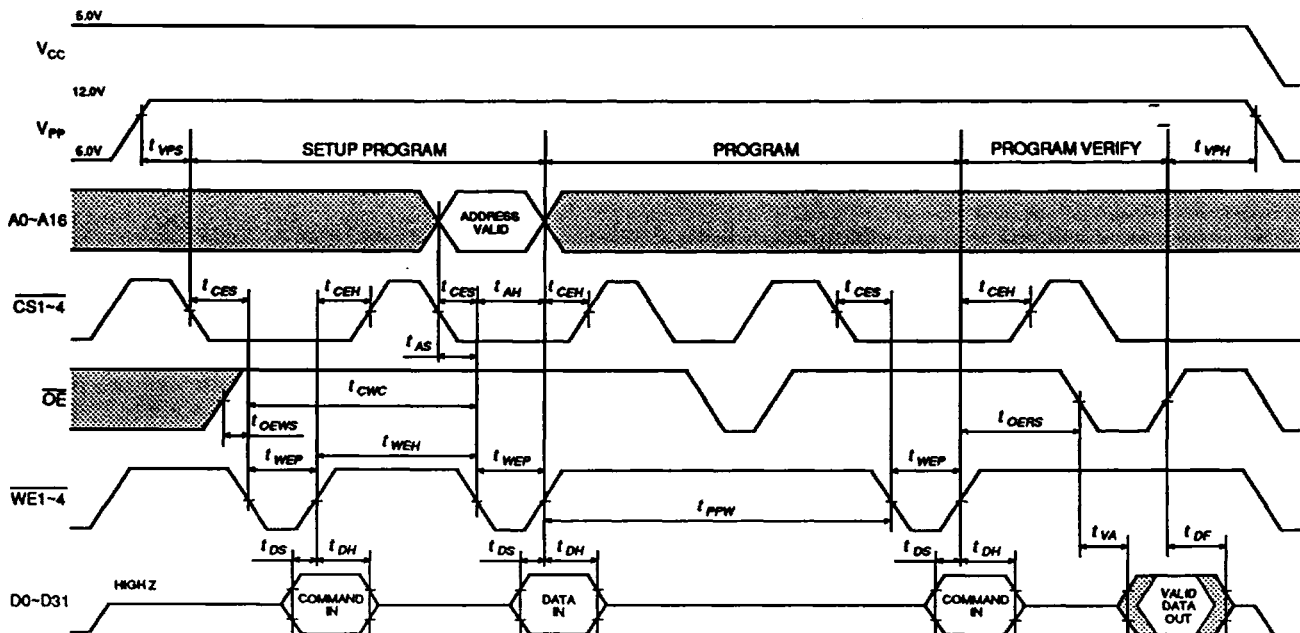 5.0V
VCC
12.0V
VPP
6.0V
tVPS
SETUP PROGRAM
PROGRAM
PROGRAM VERIFY
tVPH
A0~A16
ADDRESS
VALID
tCES
tCEH
tCES
tAH
tCEH
tCES
tCEH
CS1~4
tAS
OE
tCWC
tOEWS
tOERS
tWEH
tWEP
tWEP
tWEP
WE1~4
tPPW
tVA
tDF
tDS
tDH
tDS
tDH
tDS
tDH
HIGH Z
D0~D31
COMMAND
IN
DATA
IN
COMMAND
IN
VALID
DATA
OUT